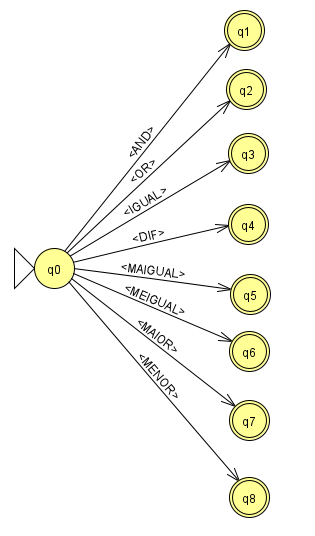 q1
q2
<AND>
<OR>
q3
<IGUAL>
q4
<DIF>
q0
<MAIGUAL>
q5
<MEIGUAL>
<MAIOR>
q6
<MENOR>
q7
q8